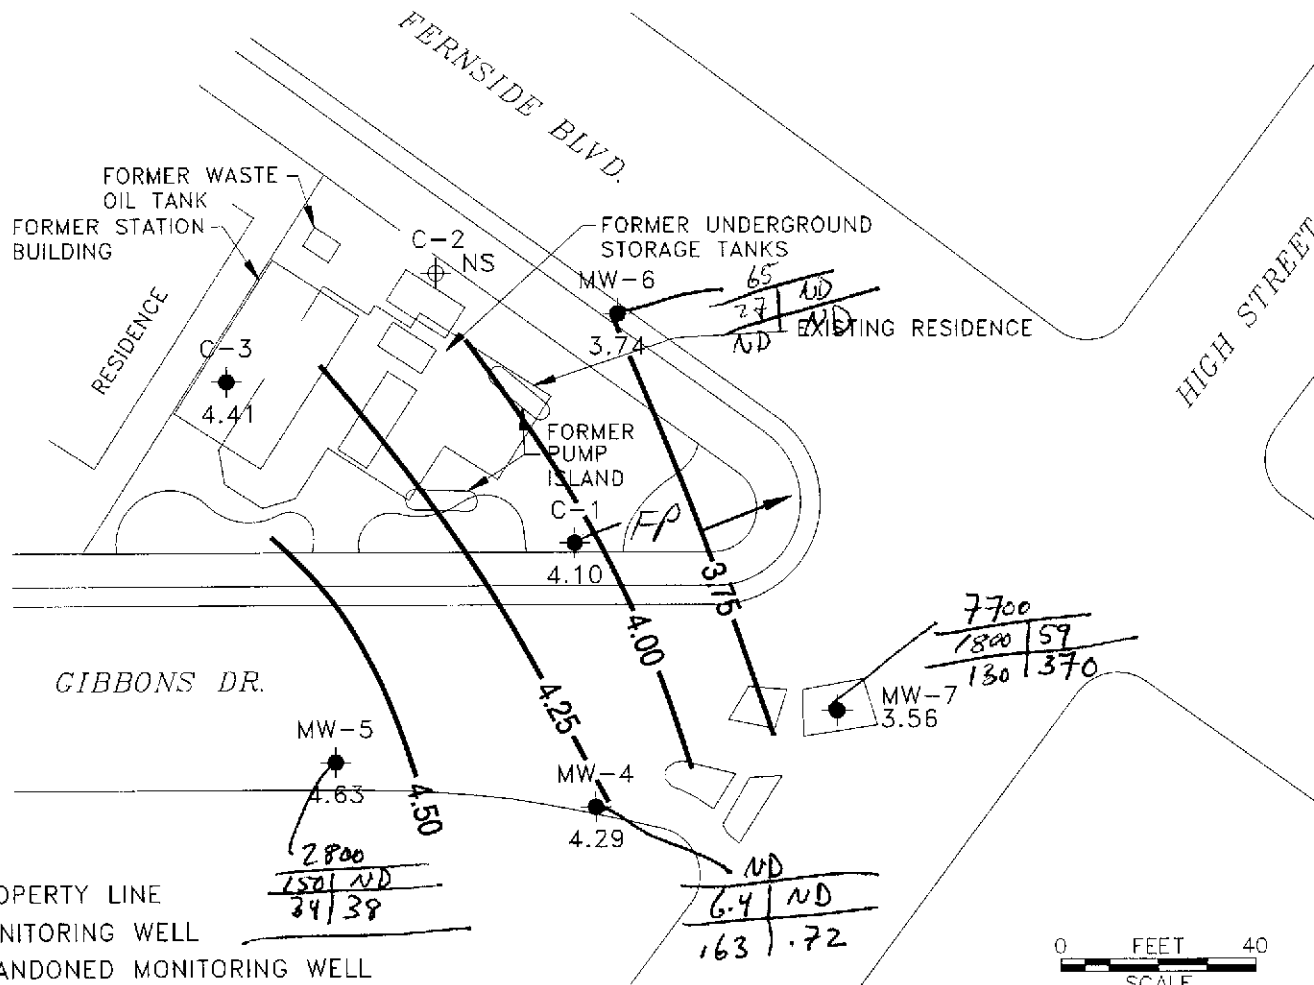 FERNSIDE BLVD.
FORMER WASTE
OIL TANK
FORMER STATION
BUILDING
FORMER UNDERGROUND
STORAGE TANKS
C-2
NS
MW-6
3.74
65
27 | ND
ND | ND
EXISTING RESIDENCE
HIGH STREET
RESIDENCE
C-3
4.41
FORMER
PUMP
ISLAND
C-1
FP
4.10
3.75
4.00
4.25
4.50
GIBBONS DR.
7700
1800 | 59
130 | 370
MW-7
3.56
MW-5
4.63
MW-4
4.29
2800
150 | ND
34 | 38
ND
6.4 | ND
.63 | .72
OPERTY LINE
NITORING WELL
ANDONED MONITORING WELL
0 FEET 40
SCALE